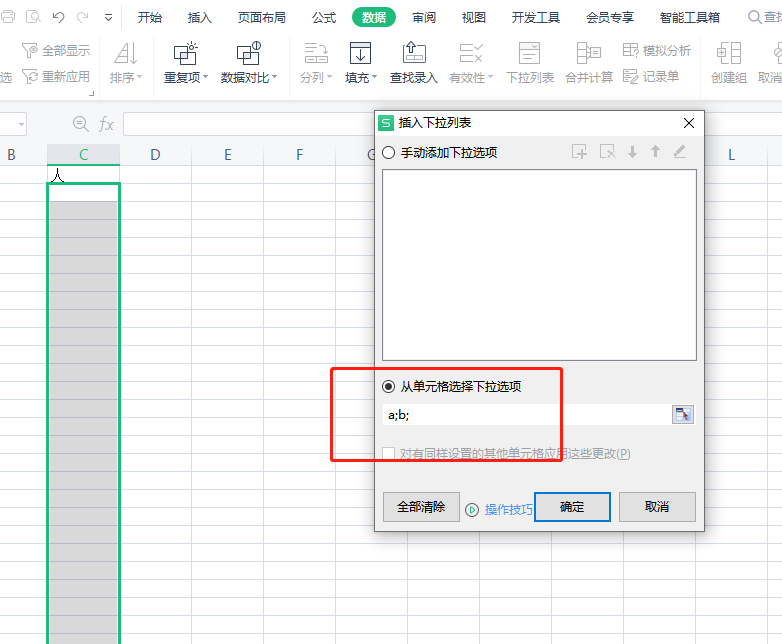 开始 插入 页面布局 公式 数据 审阅 视图 开发工具 会员专享 智能工具箱
全部显示 重新应用 排序 重复项 数据对比 分列 填充 查找录入 有效性 下拉列表 合并计算 模拟分析 记录单 创建组
fx
B C D E F G L
人
S 插入下拉列表
手动添加下拉选项
从单元格选择下拉选项
a;b;
对有同样设置的其他单元格应用这些更改(P)
全部清除 操作技巧 确定 取消